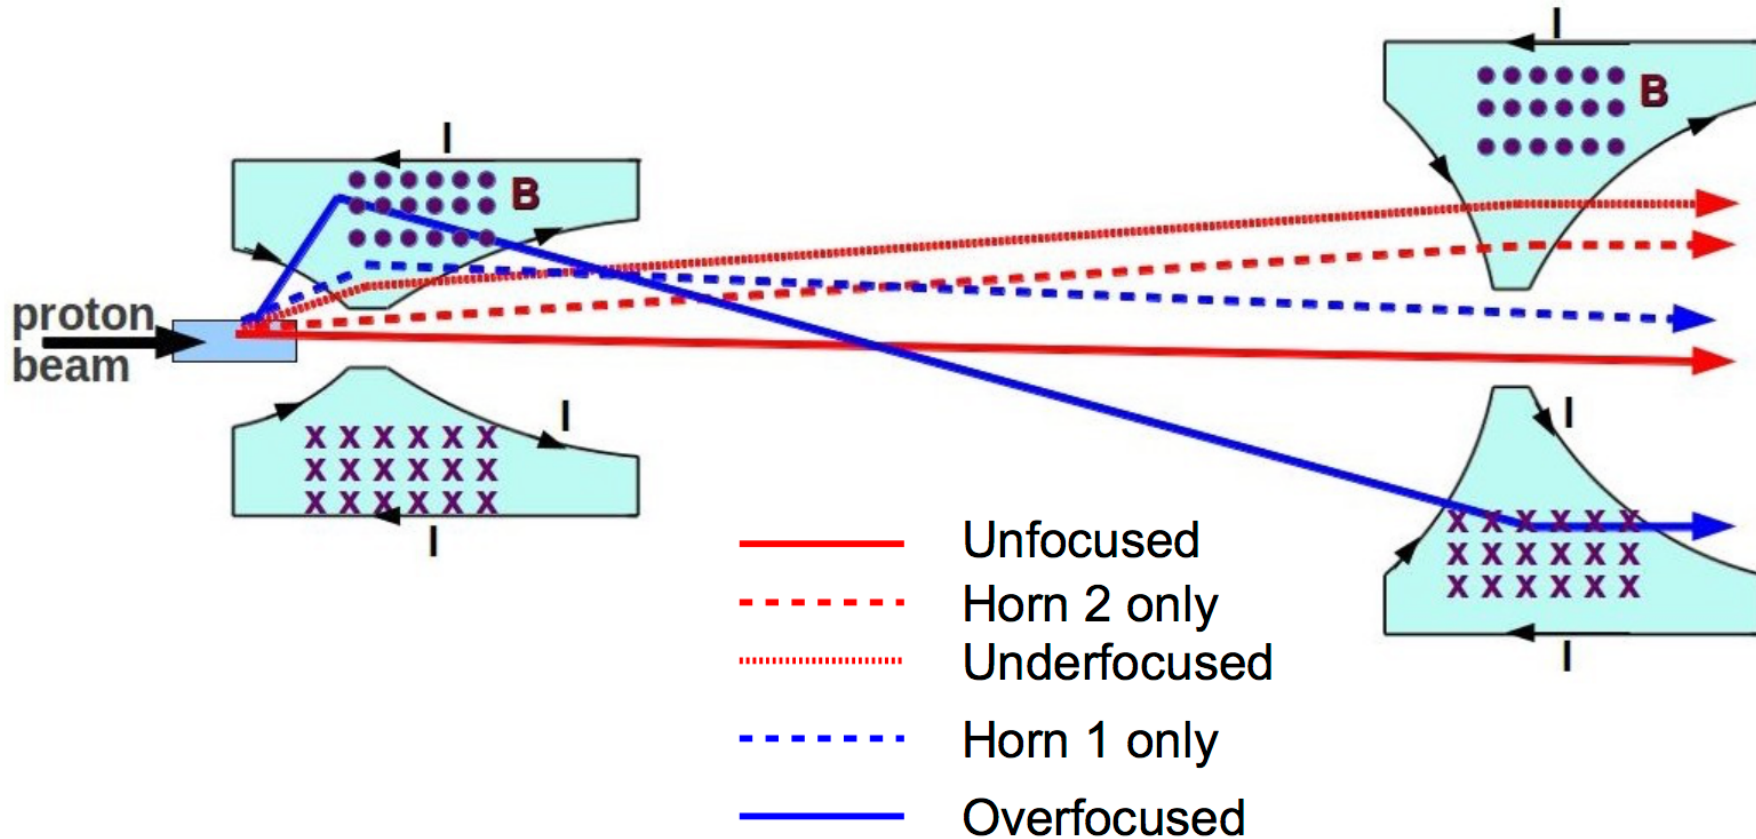 I
B
I
B
proton
beam
I
I
X X X X X X
X X X X X X
X X X X X X
I
X X X X X X
X X X X X X
X X X X X X
I
I
Unfocused
Horn 2 only
Underfocused
Horn 1 only
Overfocused